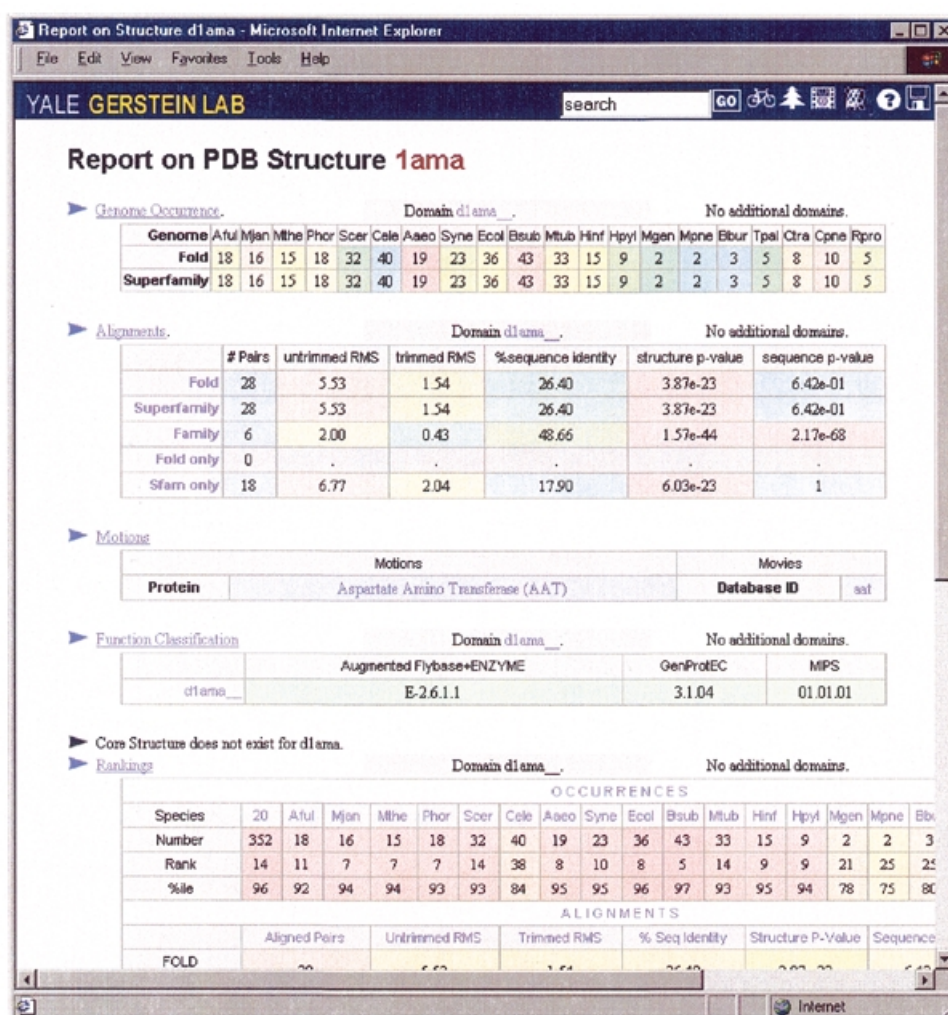 Report on Structure d1ama - Microsoft Internet Explorer
File Edit View Favorites Tools Help
YALE GERSTEIN LAB search GO
Report on PDB Structure 1ama
Genome Occurrence. Domain d1ama__. No additional domains.
Genome Aful Mjan Mthe Phor Scer Cele Aaeo Syne Ecol Bsub Mtub Hinf Hpyl Mgen Mpne Bbur Tpal Ctra Cpne Rpro
Fold 18 16 15 18 32 40 19 23 36 43 33 15 9 2 2 3 5 8 10 5
Superfamily 18 16 15 18 32 40 19 23 36 43 33 15 9 2 2 3 5 8 10 5
Alignments. Domain d1ama__. No additional domains.
# Pairs untrimmed RMS trimmed RMS %sequence identity structure p-value sequence p-value
Fold 28 5.53 1.54 26.40 3.87e-23 6.42e-01
Superfamily 28 5.53 1.54 26.40 3.87e-23 6.42e-01
Family 6 2.00 0.43 48.66 1.57e-44 2.17e-68
Fold only 0 . . . . .
Sfam only 18 6.77 2.04 17.90 6.03e-23 1
Motions
Motions Movies
Protein Aspartate Amino Transferase (AAT) Database ID aat
Function Classification Domain d1ama__. No additional domains.
Augmented Flybase+ENZYME GenProtEC MIPS
d1ama__ E-2.6.1.1 3.1.04 01.01.01
Core Structure does not exist for d1ama.
Rankings Domain d1ama__. No additional domains.
OCCURRENCES
Species 20 Aful Mjan Mthe Phor Scer Cele Aaeo Syne Ecol Bsub Mtub Hinf Hpyl Mgen Mpne
Number 352 18 16 15 18 32 40 19 23 36 43 33 15 9 2 2 3
Rank 14 11 7 7 7 14 38 8 10 8 5 14 9 9 21 25 25
%ile 96 92 94 94 93 93 84 95 95 96 97 93 95 94 78 75 80
ALIGNMENTS
Aligned Pairs Untrimmed RMS Trimmed RMS % Seq Identity Structure P-Value Sequence
FOLD
Internet